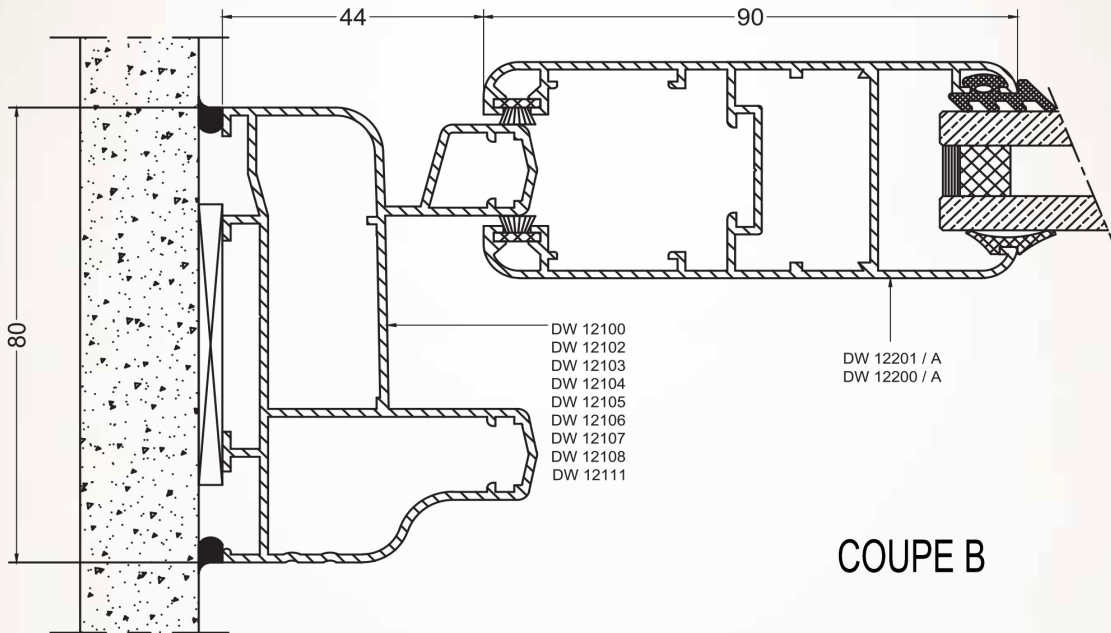 44
90
80
DW 12100
DW 12102
DW 12103
DW 12104
DW 12105
DW 12106
DW 12107
DW 12108
DW 12111
DW 12201 / A
DW 12200 / A
COUPE B